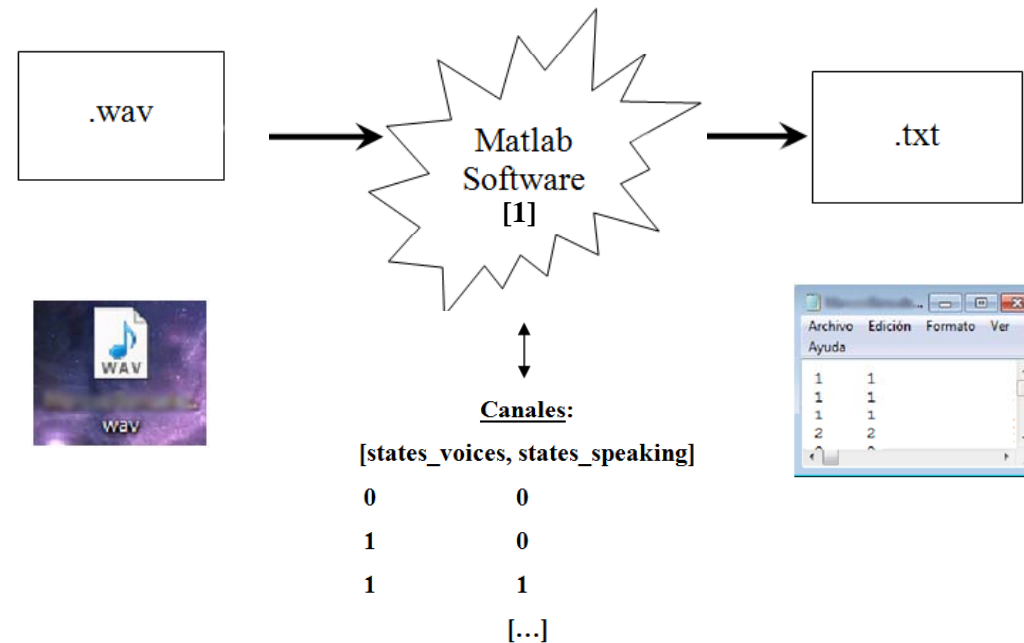 .wav
Matlab
Software
[1]
.txt
WAV
wav
Archivo Edición Formato Ver
Ayuda
1 1
1 1
1 1
2 2
Canales:
[states_voices, states_speaking]
0 0
1 0
1 1
[...]